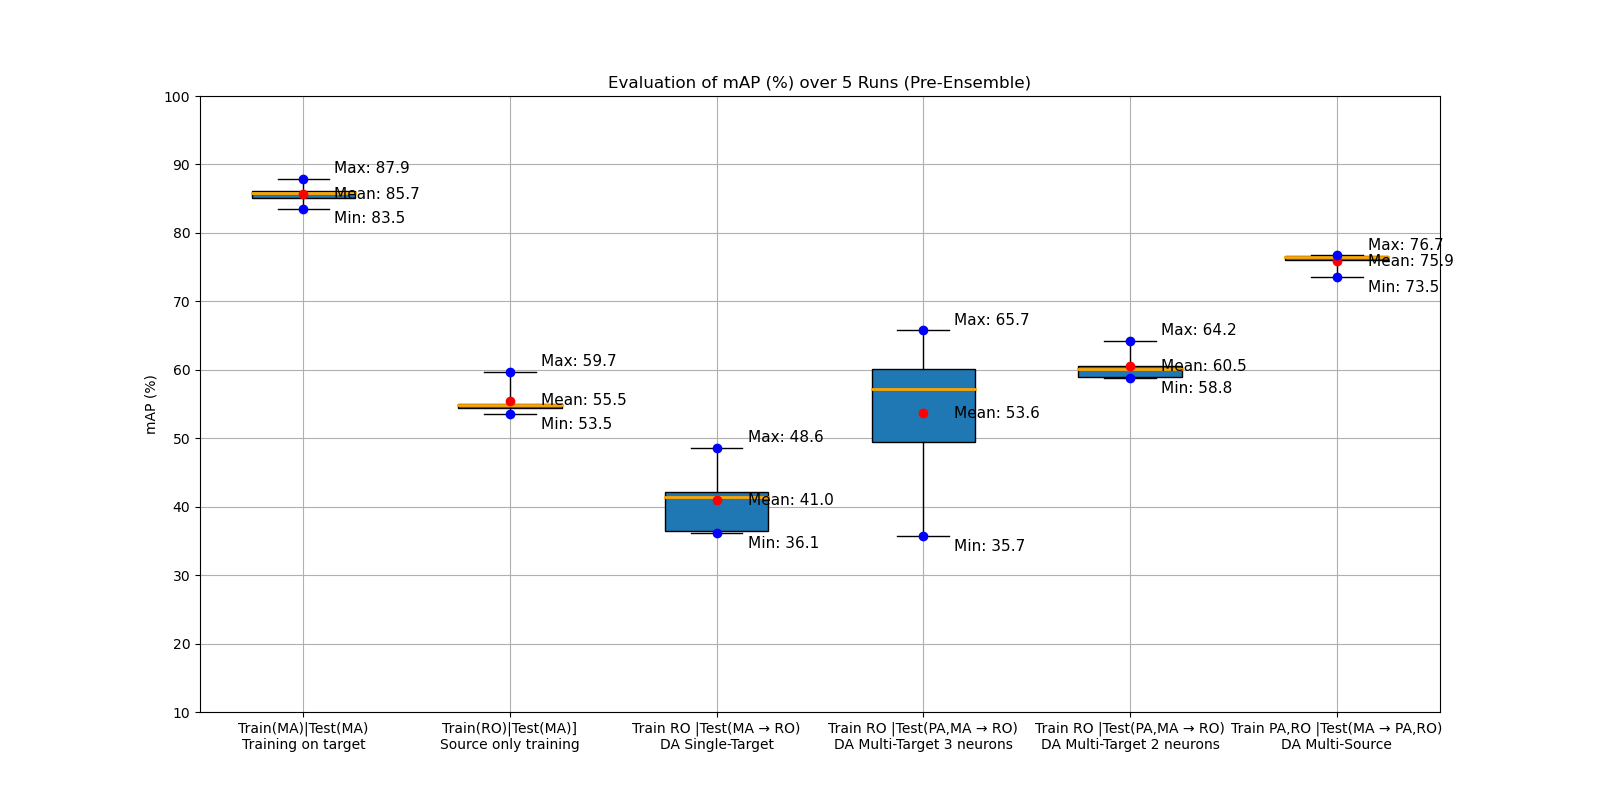 Evaluation of mAP (%) over 5 Runs (Pre-Ensemble)
mAP (%)
100
90
80
70
60
50
40
30
20
10
Max: 87.9
Mean: 85.7
Min: 83.5
Max: 59.7
Mean: 55.5
Min: 53.5
Max: 48.6
Mean: 41.0
Min: 36.1
Max: 65.7
Mean: 53.6
Min: 35.7
Max: 64.2
Mean: 60.5
Min: 58.8
Max: 76.7
Mean: 75.9
Min: 73.5
Train(MA)|Test(MA)
Training on target
Train(RO)|Test(MA)]
Source only training
Train RO |Test(MA → RO)
DA Single-Target
Train RO |Test(PA,MA → RO)
DA Multi-Target 3 neurons
Train RO |Test(PA,MA → RO)
DA Multi-Target 2 neurons
Train PA,RO |Test(MA → PA,RO)
DA Multi-Source